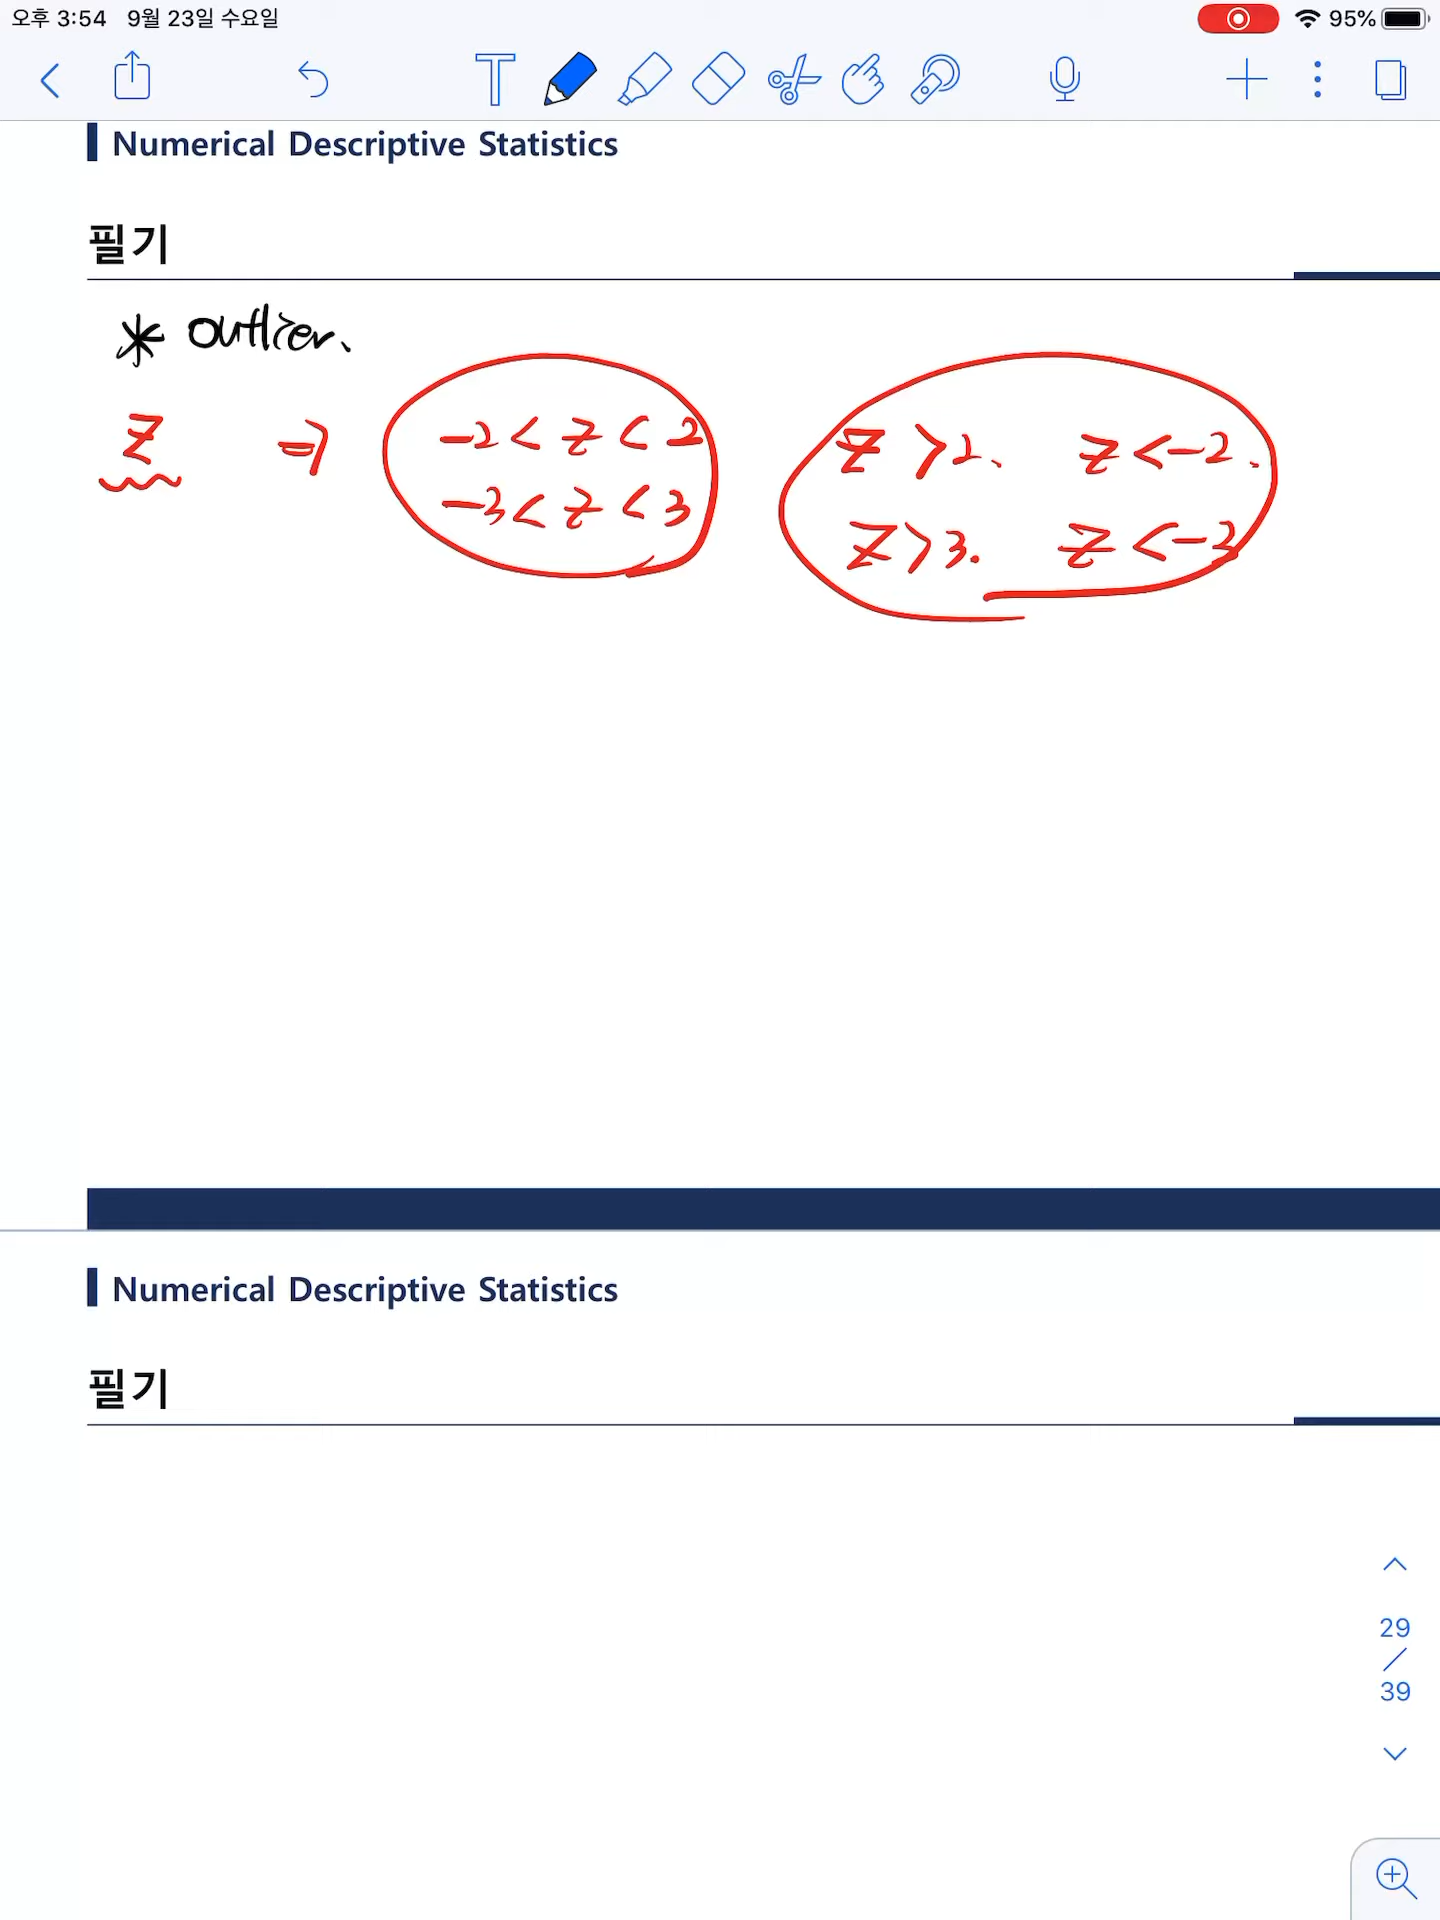 오후 3:54 9월 23일 수요일 95%
Numerical Descriptive Statistics
필기
* outlier.
z ⇒ -2 < z < 2 z > 2. z < -2.
-3 < z < 3 z > 3. z < -3
Numerical Descriptive Statistics
필기
29
/
39